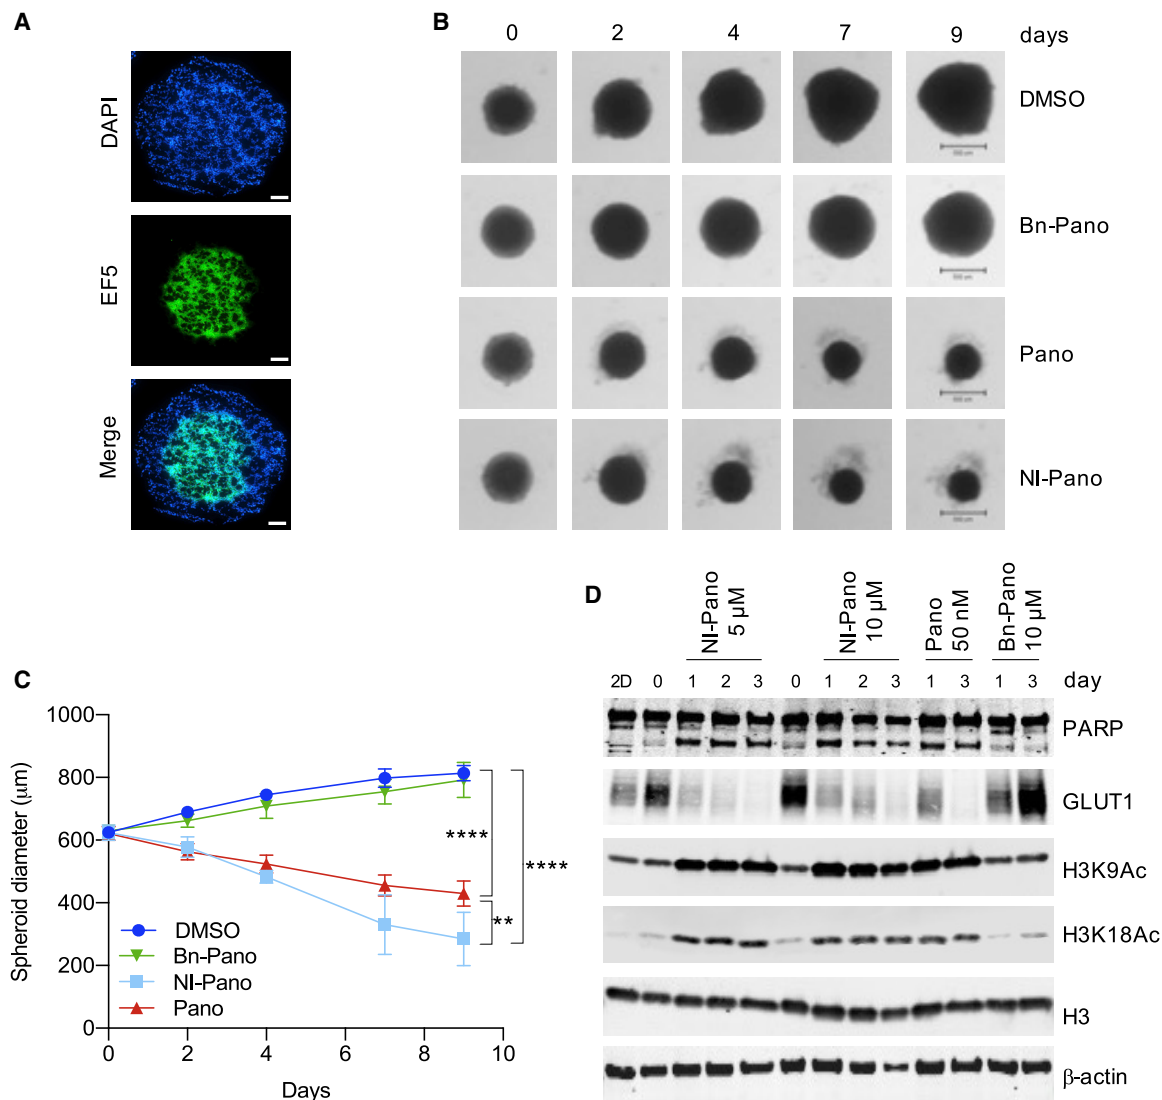 A
DAPI
EF5
Merge
B
0 2 4 7 9 days
DMSO
Bn-Pano
Pano
NI-Pano
C
Spheroid diameter (μm)
1000
800
600
400
200
0
0 2 4 6 8 10
Days
****
****
**
DMSO
Bn-Pano
NI-Pano
Pano
D
NI-Pano
5 μM
NI-Pano
10 μM
Pano
50 nM
Bn-Pano
10 μM
2D 0 1 2 3 0 1 2 3 1 3 1 3 day
PARP
GLUT1
H3K9Ac
H3K18Ac
H3
β-actin